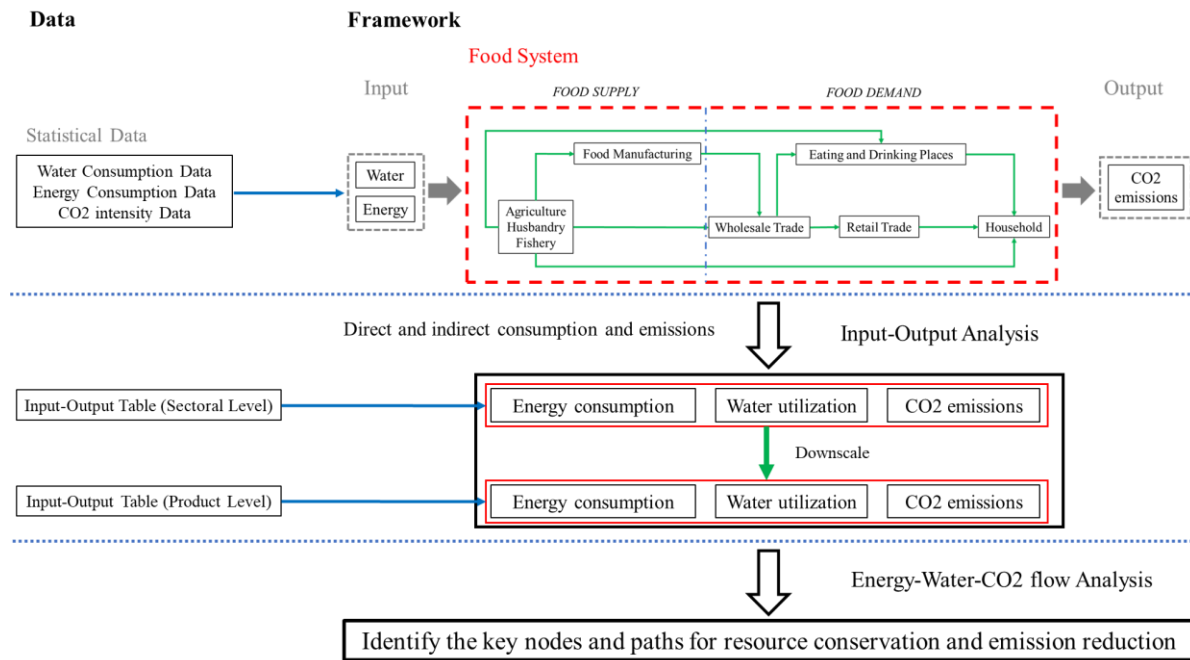 Data
Framework
Food System
Input
FOOD SUPPLY
FOOD DEMAND
Output
Statistical Data
Water Consumption Data
Energy Consumption Data
CO2 intensity Data
Water
Energy
Food Manufacturing
Eating and Drinking Places
Agriculture
Husbandry
Fishery
Wholesale Trade
Retail Trade
Household
CO2
emissions
Direct and indirect consumption and emissions
Input-Output Analysis
Input-Output Table (Sectoral Level)
Energy consumption
Water utilization
CO2 emissions
Downscale
Input-Output Table (Product Level)
Energy consumption
Water utilization
CO2 emissions
Energy-Water-CO2 flow Analysis
Identify the key nodes and paths for resource conservation and emission reduction